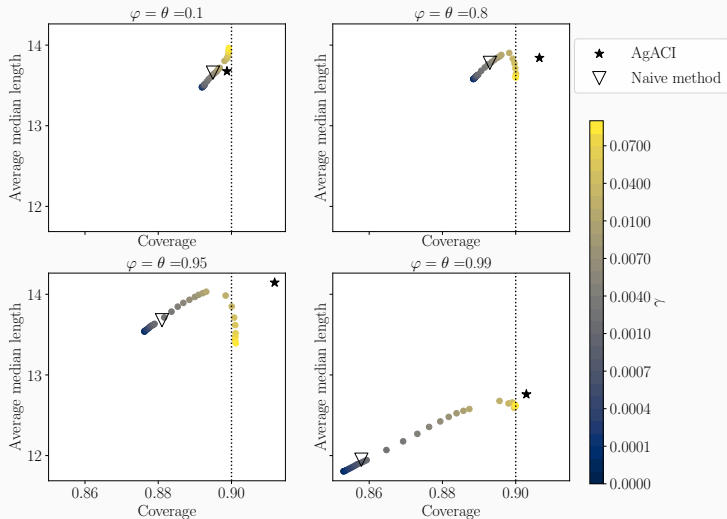 φ = θ =0.1
φ = θ =0.8
14
13
12
Average median length
Coverage
Average median length
Coverage
AgACI
Naive method
φ = θ =0.95
φ = θ =0.99
14
13
12
Average median length
0.86
0.88
0.90
Coverage
Average median length
0.86
0.88
0.90
Coverage
0.0700
0.0400
0.0100
0.0070
0.0040
0.0010
0.0007
0.0004
0.0001
0.0000
γ